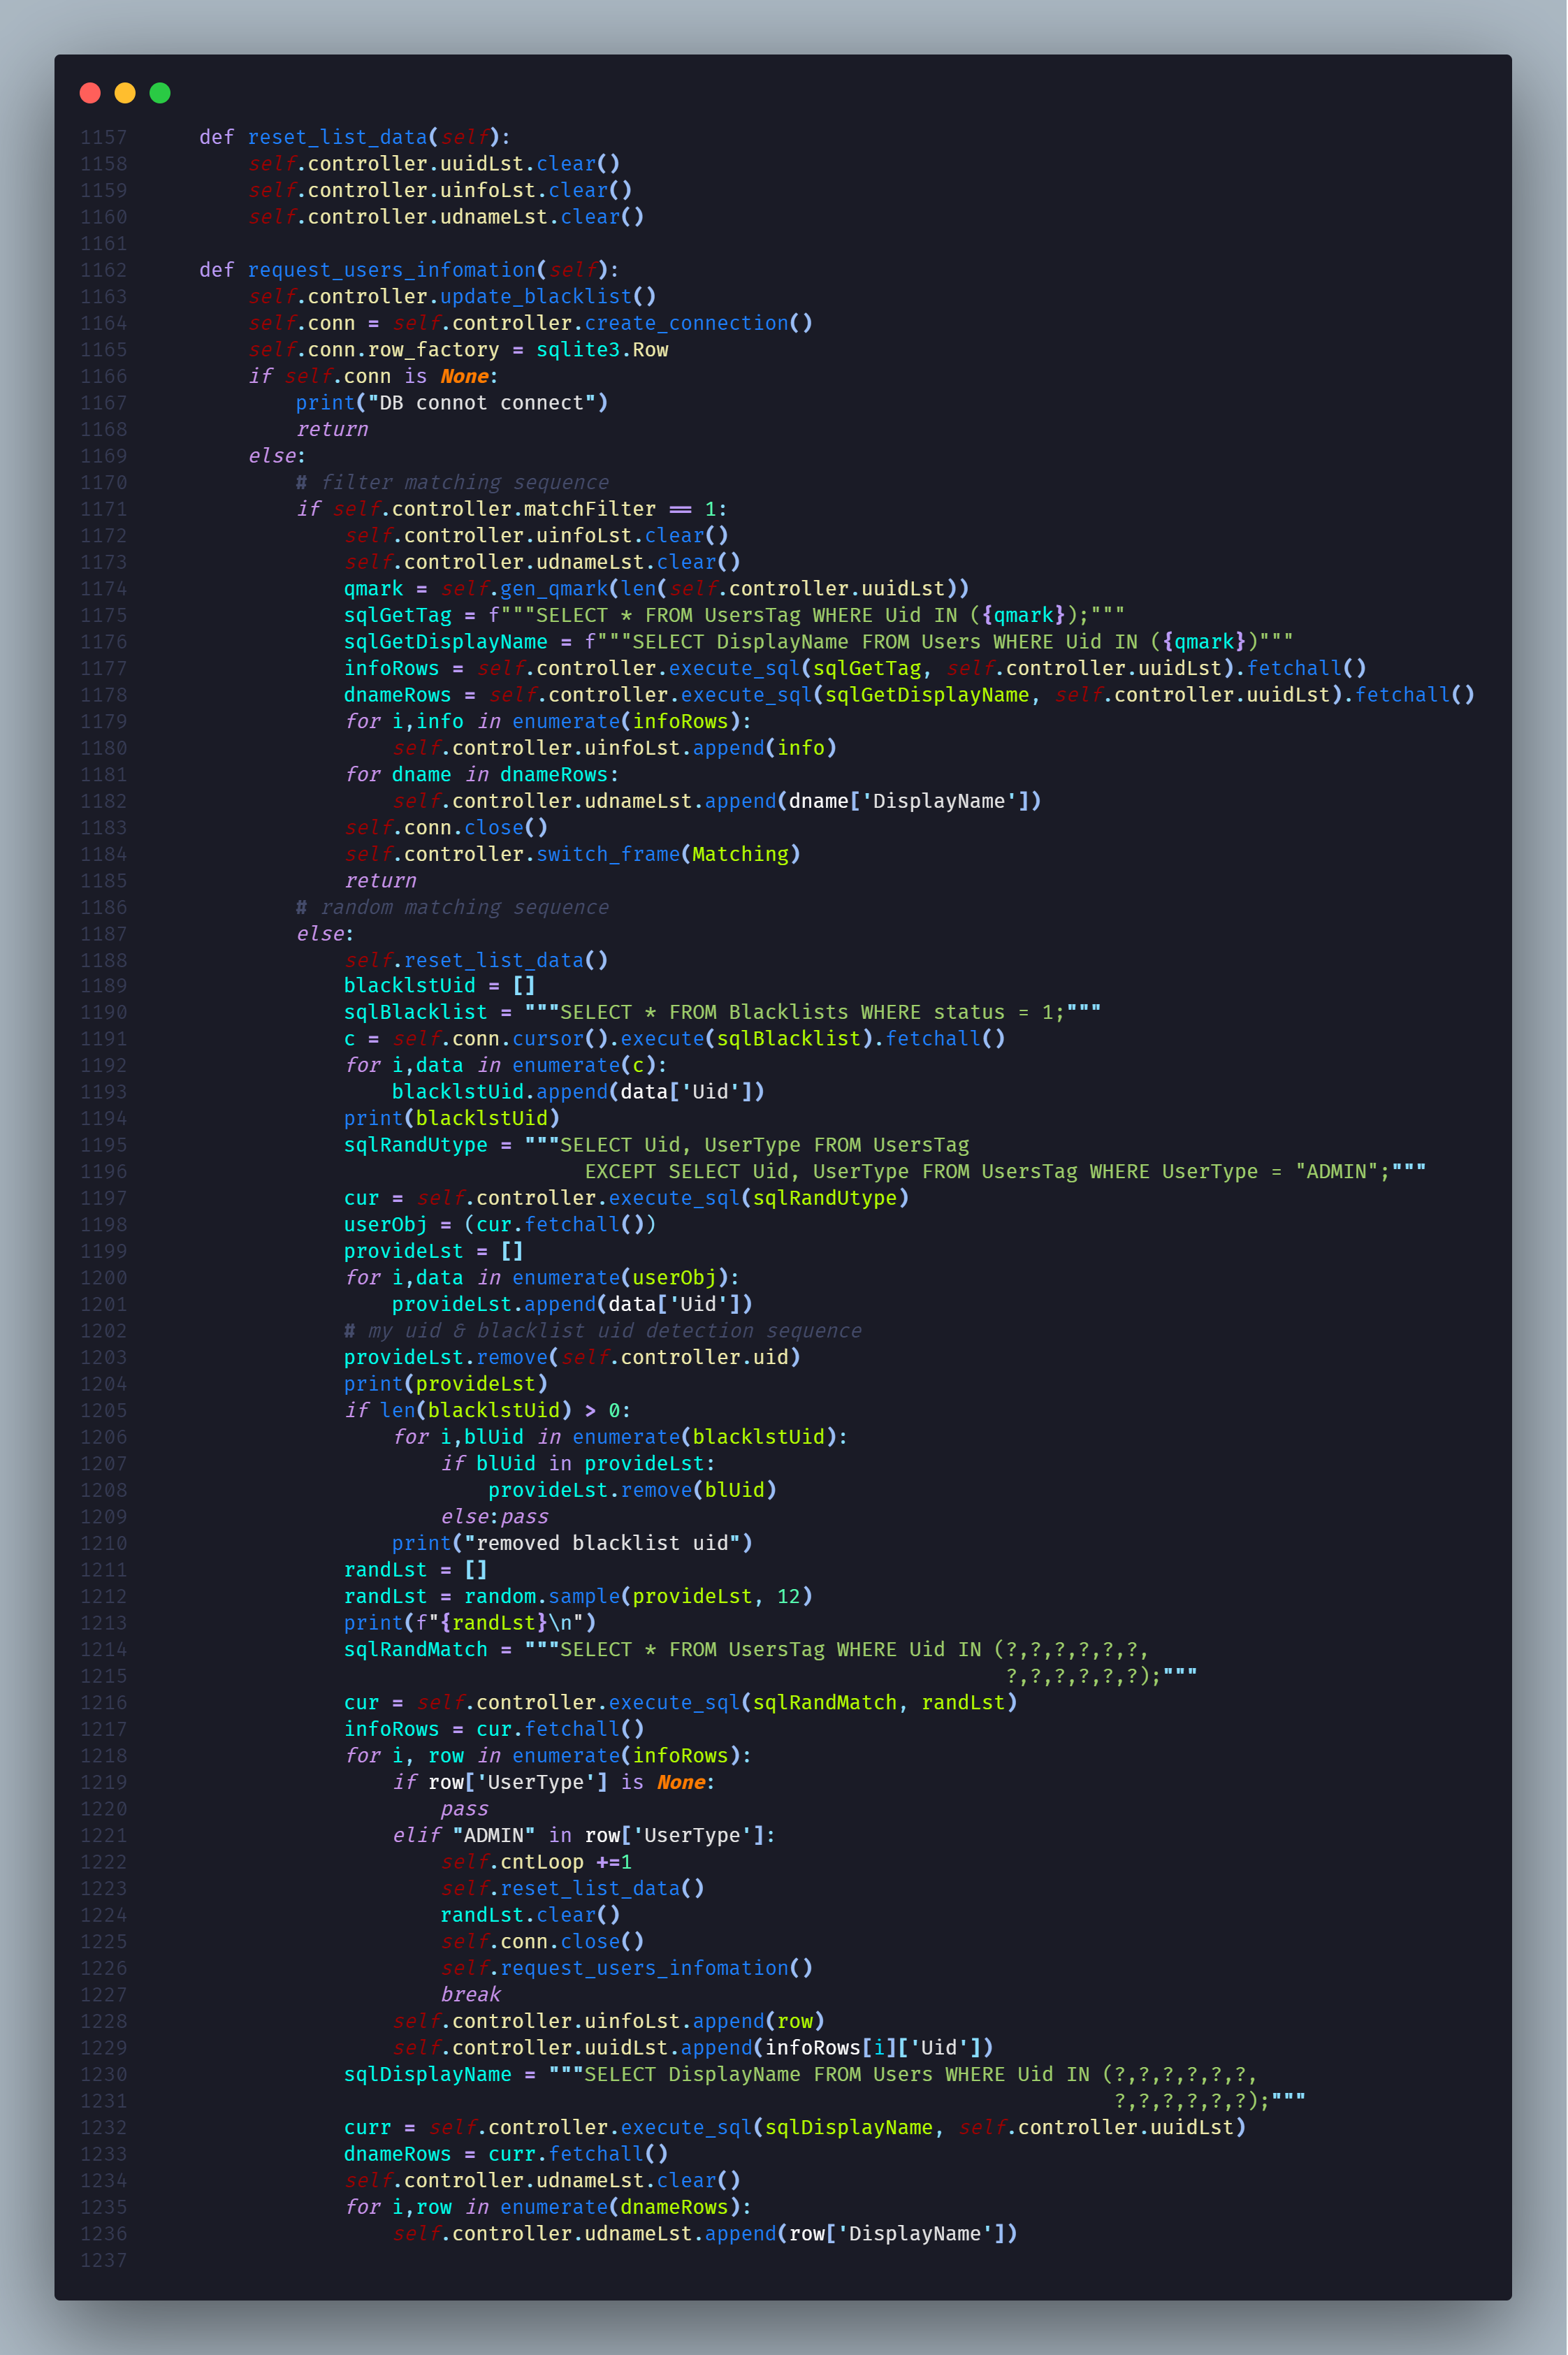 1157     def reset_list_data(self):
1158         self.controller.uuidLst.clear()
1159         self.controller.uinfoLst.clear()
1160         self.controller.udnameLst.clear()
1161
1162     def request_users_infomation(self):
1163         self.controller.update_blacklist()
1164         self.conn = self.controller.create_connection()
1165         self.conn.row_factory = sqlite3.Row
1166         if self.conn is None:
1167             print("DB connot connect")
1168             return
1169         else:
1170             # filter matching sequence
1171             if self.controller.matchFilter == 1:
1172                 self.controller.uinfoLst.clear()
1173                 self.controller.udnameLst.clear()
1174                 qmark = self.gen_qmark(len(self.controller.uuidLst))
1175                 sqlGetTag = f"""SELECT * FROM UsersTag WHERE Uid IN ({qmark});"""
1176                 sqlGetDisplayName = f"""SELECT DisplayName FROM Users WHERE Uid IN ({qmark})"""
1177                 infoRows = self.controller.execute_sql(sqlGetTag, self.controller.uuidLst).fetchall()
1178                 dnameRows = self.controller.execute_sql(sqlGetDisplayName, self.controller.uuidLst).fetchall()
1179                 for i,info in enumerate(infoRows):
1180                     self.controller.uinfoLst.append(info)
1181                 for dname in dnameRows:
1182                     self.controller.udnameLst.append(dname['DisplayName'])
1183                 self.conn.close()
1184                 self.controller.switch_frame(Matching)
1185                 return
1186             # random matching sequence
1187             else:
1188                 self.reset_list_data()
1189                 blacklstUid = []
1190                 sqlBlacklist = """SELECT * FROM Blacklists WHERE status = 1;"""
1191                 c = self.conn.cursor().execute(sqlBlacklist).fetchall()
1192                 for i,data in enumerate(c):
1193                     blacklstUid.append(data['Uid'])
1194                 print(blacklstUid)
1195                 sqlRandUtype = """SELECT Uid, UserType FROM UsersTag
1196                                     EXCEPT SELECT Uid, UserType FROM UsersTag WHERE UserType = "ADMIN";"""
1197                 cur = self.controller.execute_sql(sqlRandUtype)
1198                 userObj = (cur.fetchall())
1199                 provideLst = []
1200                 for i,data in enumerate(userObj):
1201                     provideLst.append(data['Uid'])
1202                 # my uid & blacklist uid detection sequence
1203                 provideLst.remove(self.controller.uid)
1204                 print(provideLst)
1205                 if len(blacklstUid) > 0:
1206                     for i,blUid in enumerate(blacklstUid):
1207                         if blUid in provideLst:
1208                             provideLst.remove(blUid)
1209                         else:pass
1210                     print("removed blacklist uid")
1211                 randLst = []
1212                 randLst = random.sample(provideLst, 12)
1213                 print(f"{randLst}\n")
1214                 sqlRandMatch = """SELECT * FROM UsersTag WHERE Uid IN (?,?,?,?,?,?,
1215                                                                        ?,?,?,?,?,?);"""
1216                 cur = self.controller.execute_sql(sqlRandMatch, randLst)
1217                 infoRows = cur.fetchall()
1218                 for i, row in enumerate(infoRows):
1219                     if row['UserType'] is None:
1220                         pass
1221                     elif "ADMIN" in row['UserType']:
1222                         self.cntLoop +=1
1223                         self.reset_list_data()
1224                         randLst.clear()
1225                         self.conn.close()
1226                         self.request_users_infomation()
1227                         break
1228                     self.controller.uinfoLst.append(row)
1229                     self.controller.uuidLst.append(infoRows[i]['Uid'])
1230                 sqlDisplayName = """SELECT DisplayName FROM Users WHERE Uid IN (?,?,?,?,?,?,
1231                                                                                 ?,?,?,?,?,?);"""
1232                 curr = self.controller.execute_sql(sqlDisplayName, self.controller.uuidLst)
1233                 dnameRows = curr.fetchall()
1234                 self.controller.udnameLst.clear()
1235                 for i,row in enumerate(dnameRows):
1236                     self.controller.udnameLst.append(row['DisplayName'])
1237